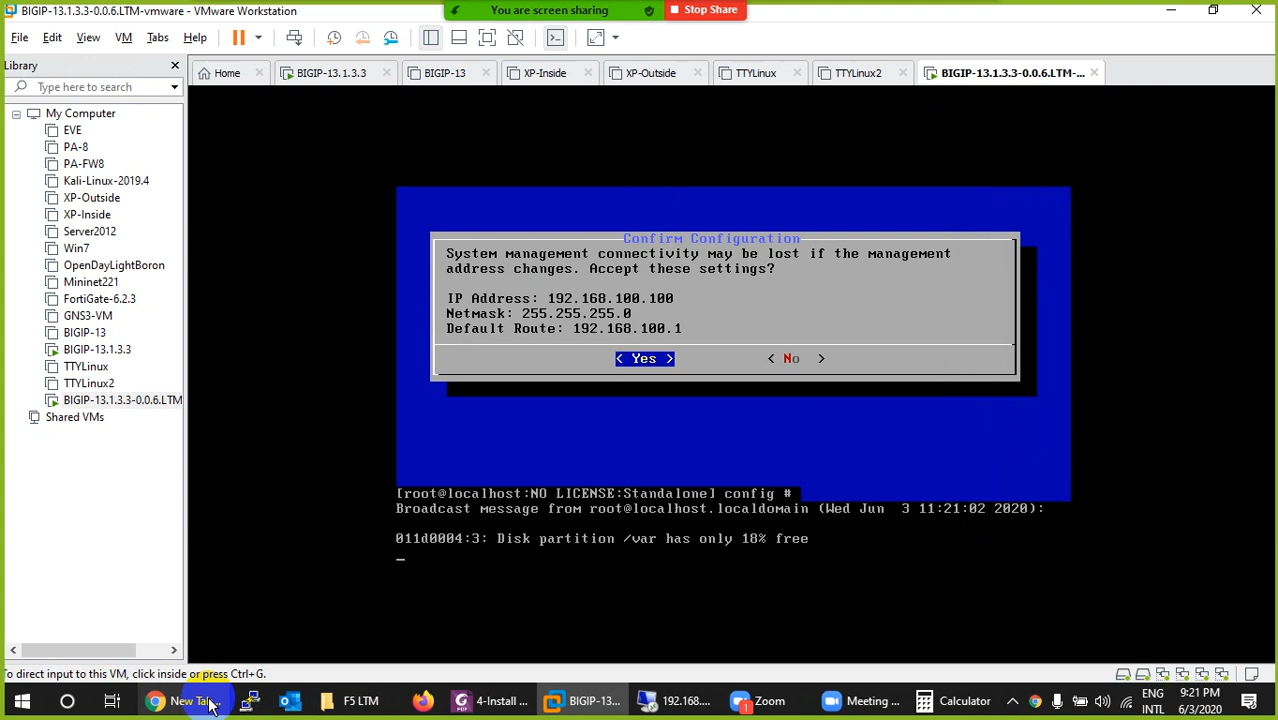 BIGIP-13.1.3.3-0.0.6.LTM-vmware - VMware Workstation
You are screen sharing
Stop Share
File Edit View VM Tabs Help
Library
Type here to search
Home
BIGIP-13.1.3.3
BIGIP-13
XP-Inside
XP-Outside
TTYLinux
TTYLinux2
BIGIP-13.1.3.3-0.0.6.LTM-...
My Computer
EVE
PA-8
PA-FW8
Kali-Linux-2019.4
XP-Outside
XP-Inside
Server2012
Win7
OpenDayLightBoron
Mininet221
FortiGate-6.2.3
GNS3-VM
BIGIP-13
BIGIP-13.1.3.3
TTYLinux
TTYLinux2
BIGIP-13.1.3.3-0.0.6.LTM
Shared VMs
Confirm Configuration
System management connectivity may be lost if the management
address changes. Accept these settings?
IP Address: 192.168.100.100
Netmask: 255.255.255.0
Default Route: 192.168.100.1
< Yes > < No >
[root@localhost:NO LICENSE:Standalone] config #
Broadcast message from root@localhost.localdomain (Wed Jun 3 11:21:02 2020):
011d0004:3: Disk partition /var has only 18% free
To direct input to this VM, click inside or press Ctrl+G.
New Ta...
F5 LTM
4-Install ...
BIGIP-13...
192.168....
1
Zoom
Meeting ...
Calculator
ENG
INTL
9:21 PM
6/3/2020